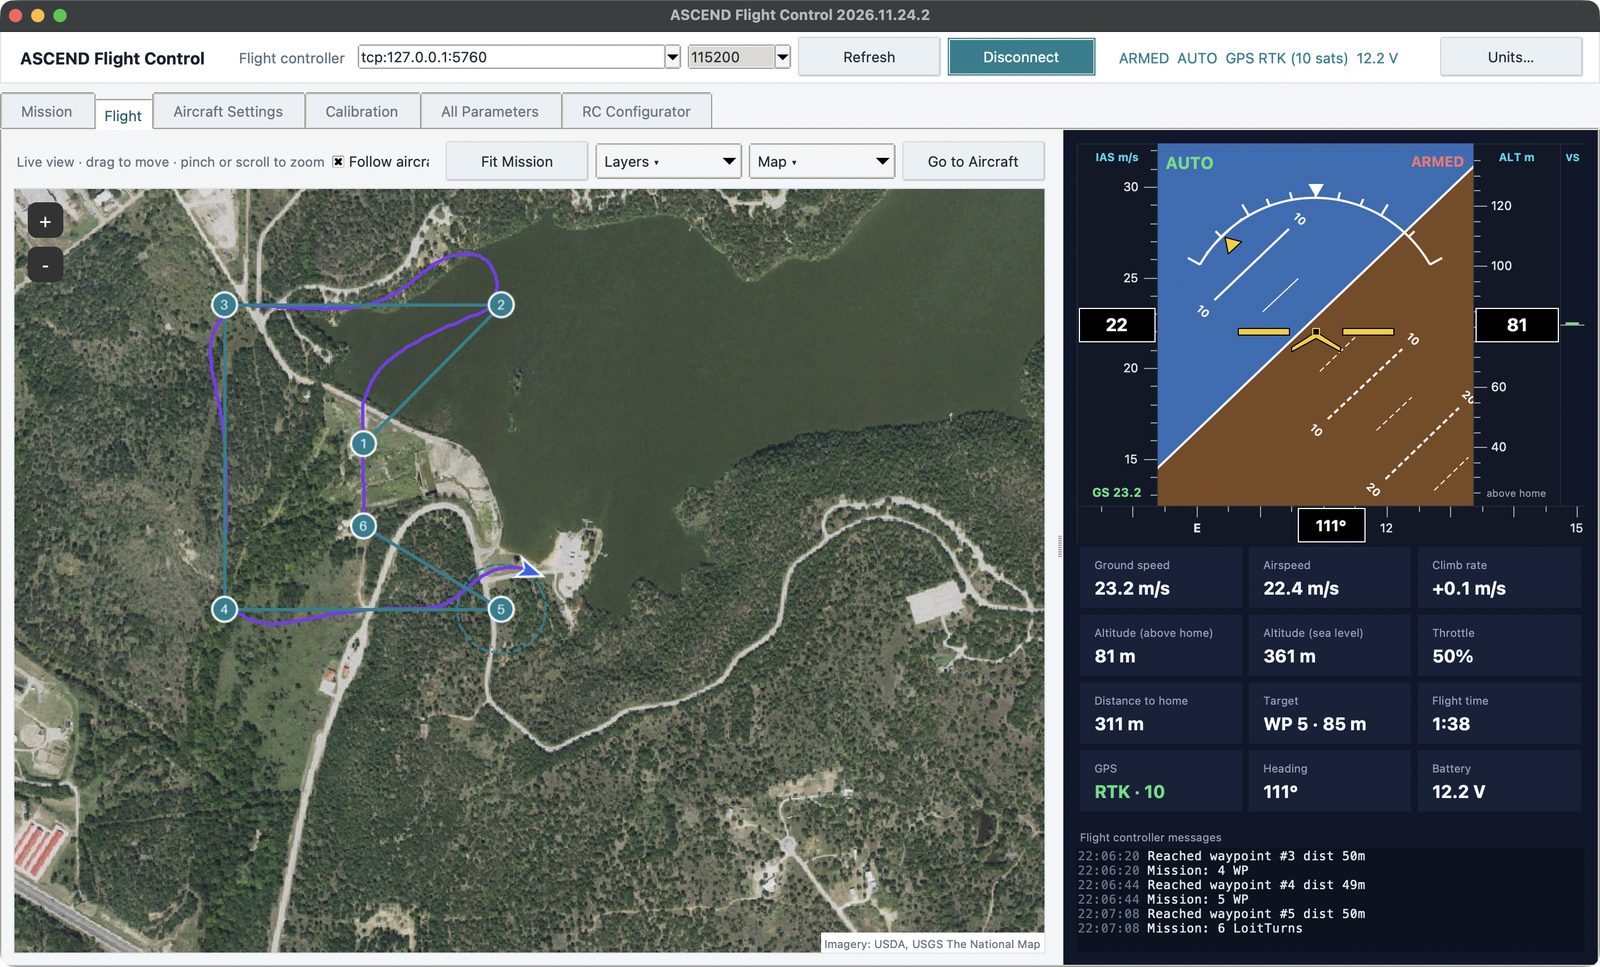 ASCEND Flight Control 2026.11.24.2
ASCEND Flight Control
Flight controller
tcp:127.0.0.1:5760
115200
Refresh
Disconnect
ARMED AUTO GPS RTK (10 sats) 12.2 V
Units...
Mission
Flight
Aircraft Settings
Calibration
All Parameters
RC Configurator
Live view · drag to move · pinch or scroll to zoom
Follow aircra
Fit Mission
Layers
Map
Go to Aircraft
+
-
3
2
1
6
4
5
Imagery: USDA, USGS The National Map
IAS m/s
AUTO
ARMED
ALT m
VS
30
25
22
20
15
GS 23.2
10
10
10
10
20
20
120
100
81
60
40
above home
E
111°
12
15
Ground speed
23.2 m/s
Airspeed
22.4 m/s
Climb rate
+0.1 m/s
Altitude (above home)
81 m
Altitude (sea level)
361 m
Throttle
50%
Distance to home
311 m
Target
WP 5 · 85 m
Flight time
1:38
GPS
RTK · 10
Heading
111°
Battery
12.2 V
Flight controller messages
22:06:20 Reached waypoint #3 dist 50m
22:06:20 Mission: 4 WP
22:06:44 Reached waypoint #4 dist 49m
22:06:44 Mission: 5 WP
22:07:08 Reached waypoint #5 dist 50m
22:07:08 Mission: 6 LoitTurns